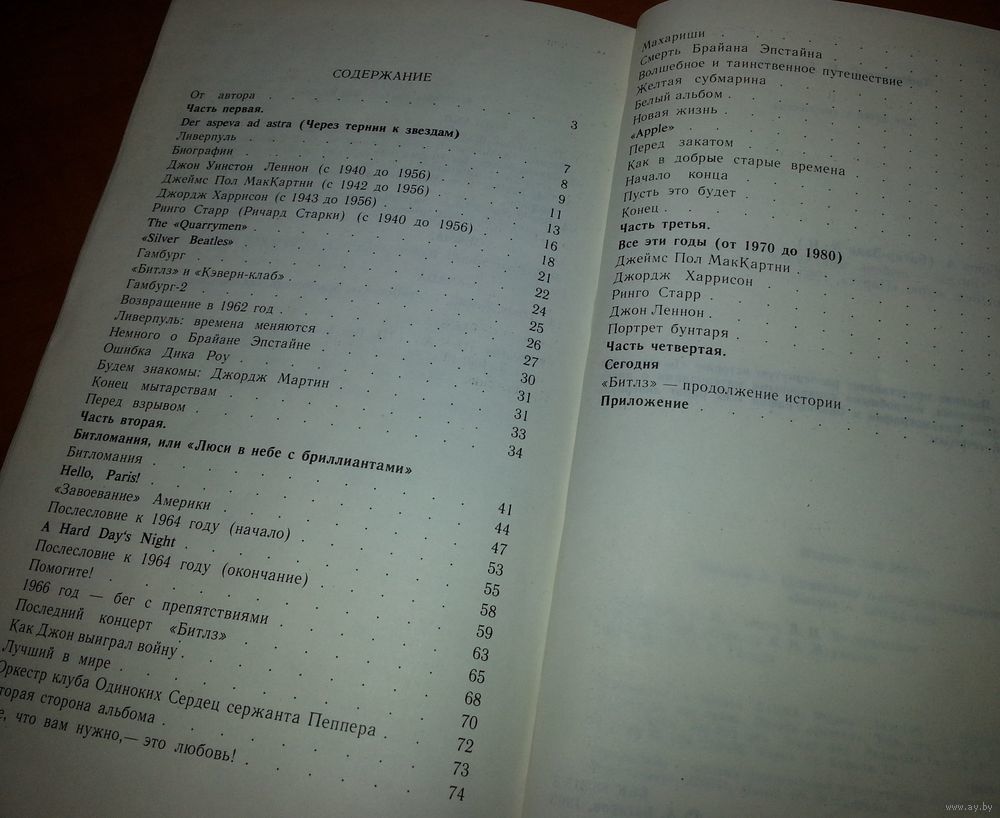 СОДЕРЖАНИЕ
От автора . . . 3
Часть первая.
Der aspeva ad astra (Через тернии к звездам)
Ливерпуль . . . 7
Биографии . . . 8
Джон Уинстон Леннон (с 1940 до 1956) . . . 9
Джеймс Пол МакКартни (с 1942 до 1956) . . . 11
Джордж Харрисон (с 1943 до 1956) . . . 13
Ринго Старр (Ричард Старки) (с 1940 до 1956) . . . 16
The «Quarrymen» . . . 18
«Silver Beatles» . . . 21
Гамбург . . . 22
«Битлз» и «Кэверн-клаб» . . . 24
Гамбург-2 . . . 25
Возвращение в 1962 год . . . 26
Ливерпуль: времена меняются . . . 27
Немного о Брайане Эпстайне . . . 30
Ошибка Дика Роу . . . 31
Будем знакомы: Джордж Мартин . . . 31
Конец мытарствам . . . 33
Перед взрывом . . . 34
Часть вторая.
Битломания, или «Люси в небе с бриллиантами»
Битломания . . . 41
Hello, Paris! . . . 44
«Завоевание» Америки . . . 47
Послесловие к 1964 году (начало) . . . 53
A Hard Day's Night . . . 55
Послесловие к 1964 году (окончание) . . . 58
Помогите! . . . 59
1966 год — бег с препятствиями . . . 63
Последний концерт «Битлз» . . . 65
Как Джон выиграл войну . . . 68
Лучший в мире . . . 70
Оркестр клуба Одиноких Сердец сержанта Пеппера . . . 72
торая сторона альбома . . . 73
е, что вам нужно,— это любовь! . . . 74
Махариши . . .
Смерть Брайана Эпстайна . . .
Волшебное и таинственное путешествие . . .
Желтая субмарина . . .
Белый альбом . . .
Новая жизнь . . .
«Apple» . . .
Перед закатом . . .
Как в добрые старые времена . . .
Начало конца . . .
Пусть это будет . . .
Конец . . .
Часть третья.
Все эти годы (от 1970 до 1980)
Джеймс Пол МакКартни . . .
Джордж Харрисон . . .
Ринго Старр . . .
Джон Леннон . . .
Портрет бунтаря . . .
Часть четвертая.
Сегодня
«Битлз» — продолжение истории . . .
Приложение . . .
www.ay.by